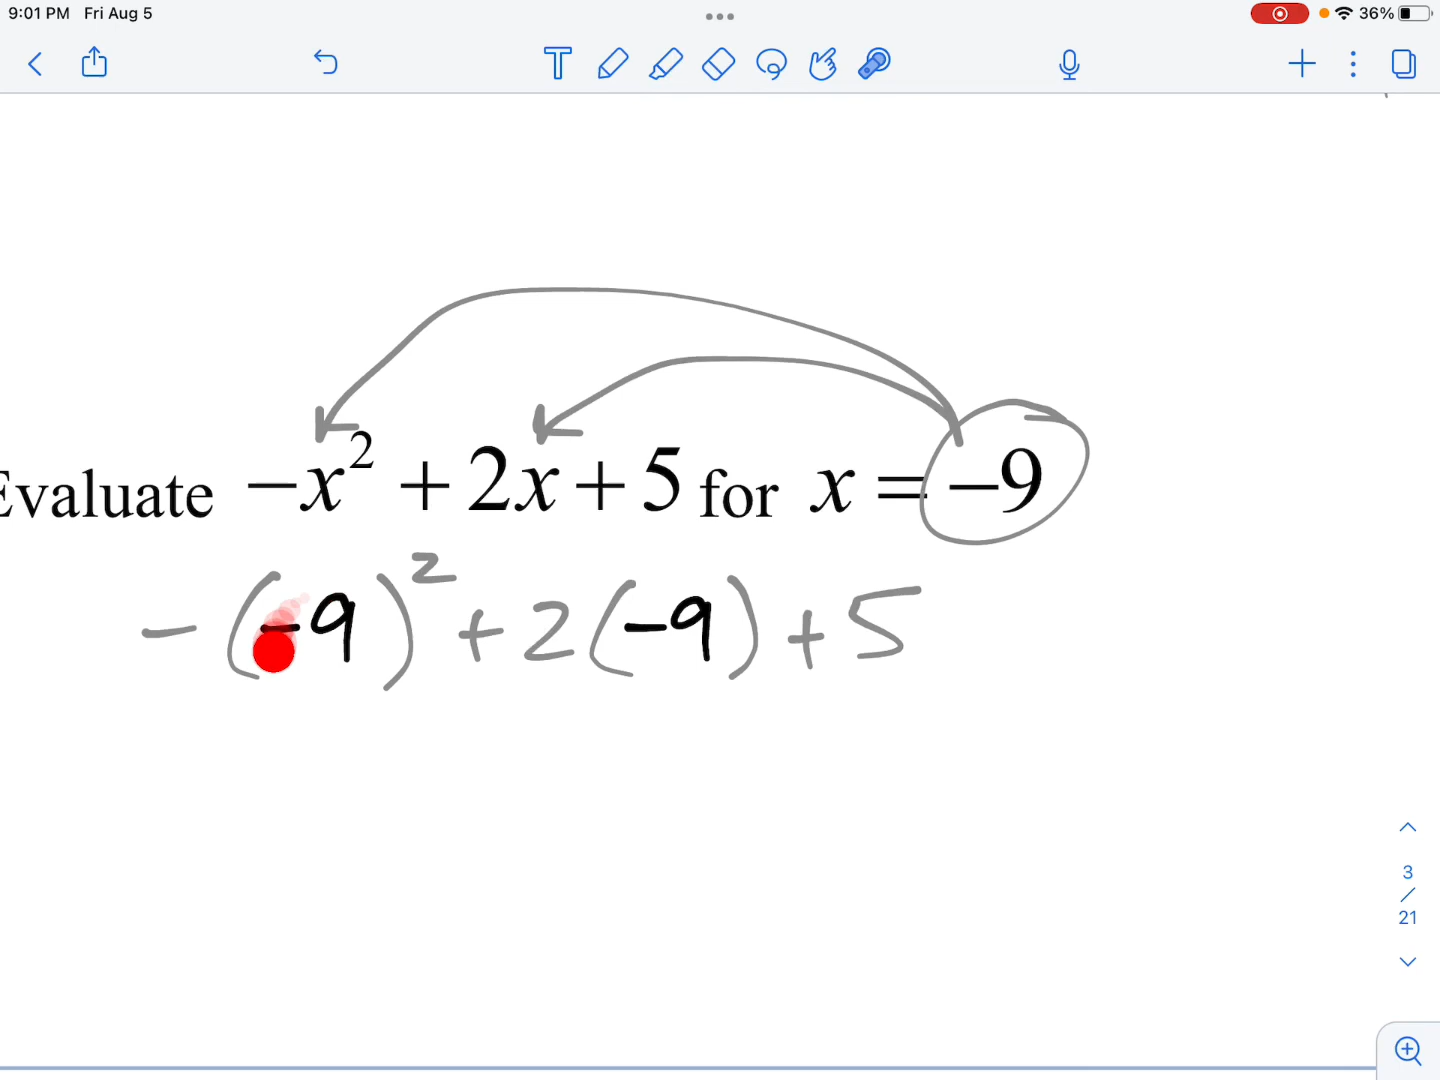 9:01 PM Fri Aug 5
36%
Evaluate −x² + 2x + 5 for x = −9
−(−9)² + 2(−9) + 5
3
/
21